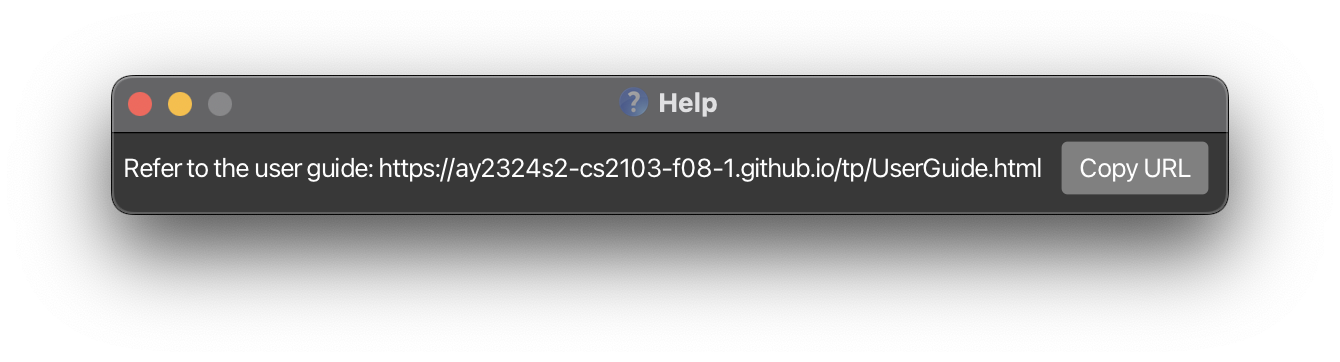 Help
Refer to the user guide: https://ay2324s2-cs2103-f08-1.github.io/tp/UserGuide.html Copy URL